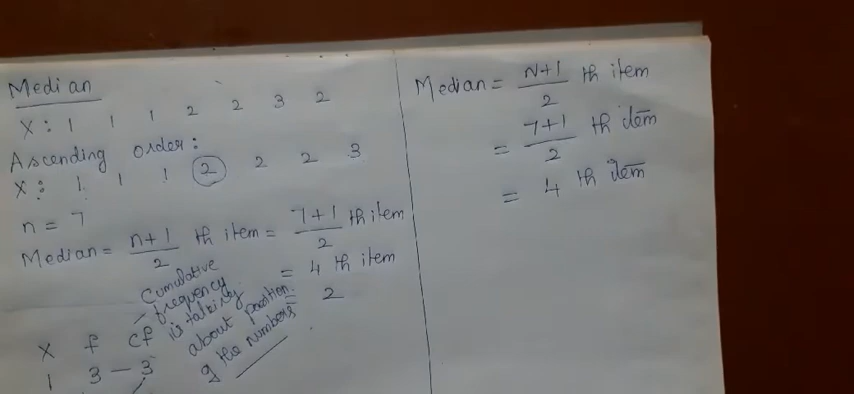 Median
X : 1 1 1 2 2 3 2
Ascending order :
X : 1 1 1 2 2 2 3
n = 7
Median = n+1/2 th item = 7+1/2 th item
= 4 th item
= 2
Cumulative
frequency
is talking
about position
of the numbers
X f cf
1 3 – 3
Median = N+1/2 th item
= 7+1/2 th item
= 4 th item